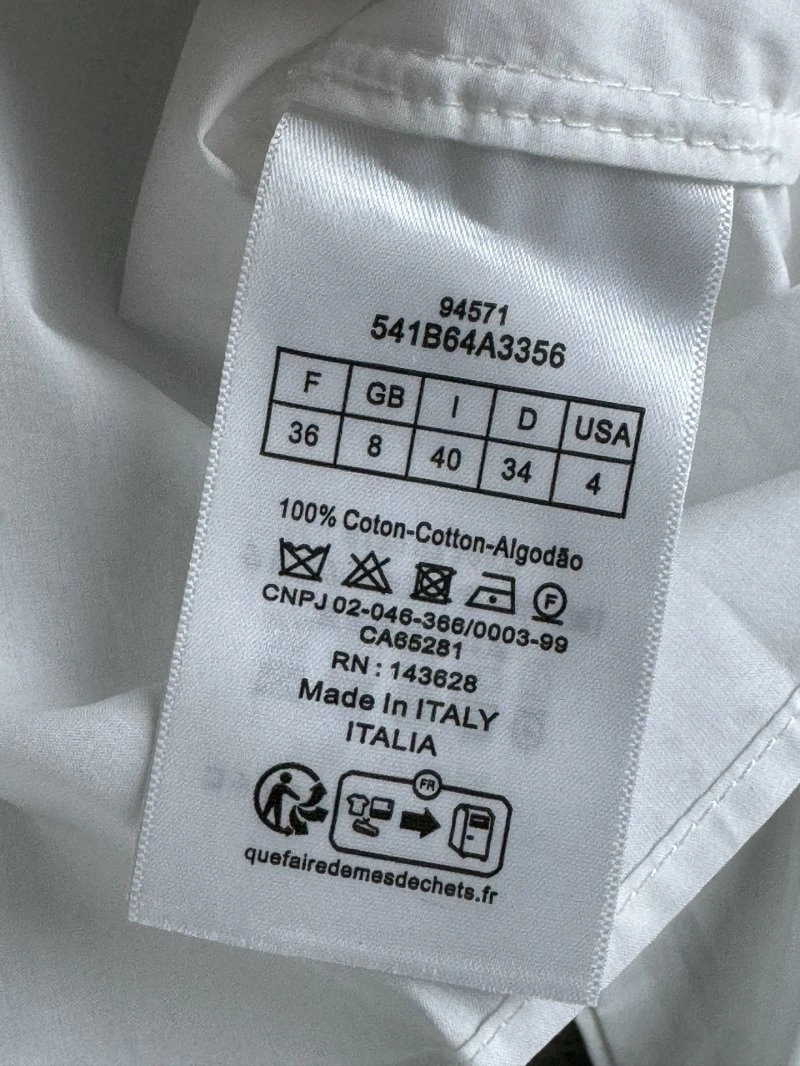 94571
541B64A3356
F GB I D USA
36 8 40 34 4
100% Coton-Cotton-Algodão
F
CNPJ 02-046-366/0003-99
CA65281
RN : 143628
Made In ITALY
ITALIA
FR
quefairedemesdechets.fr